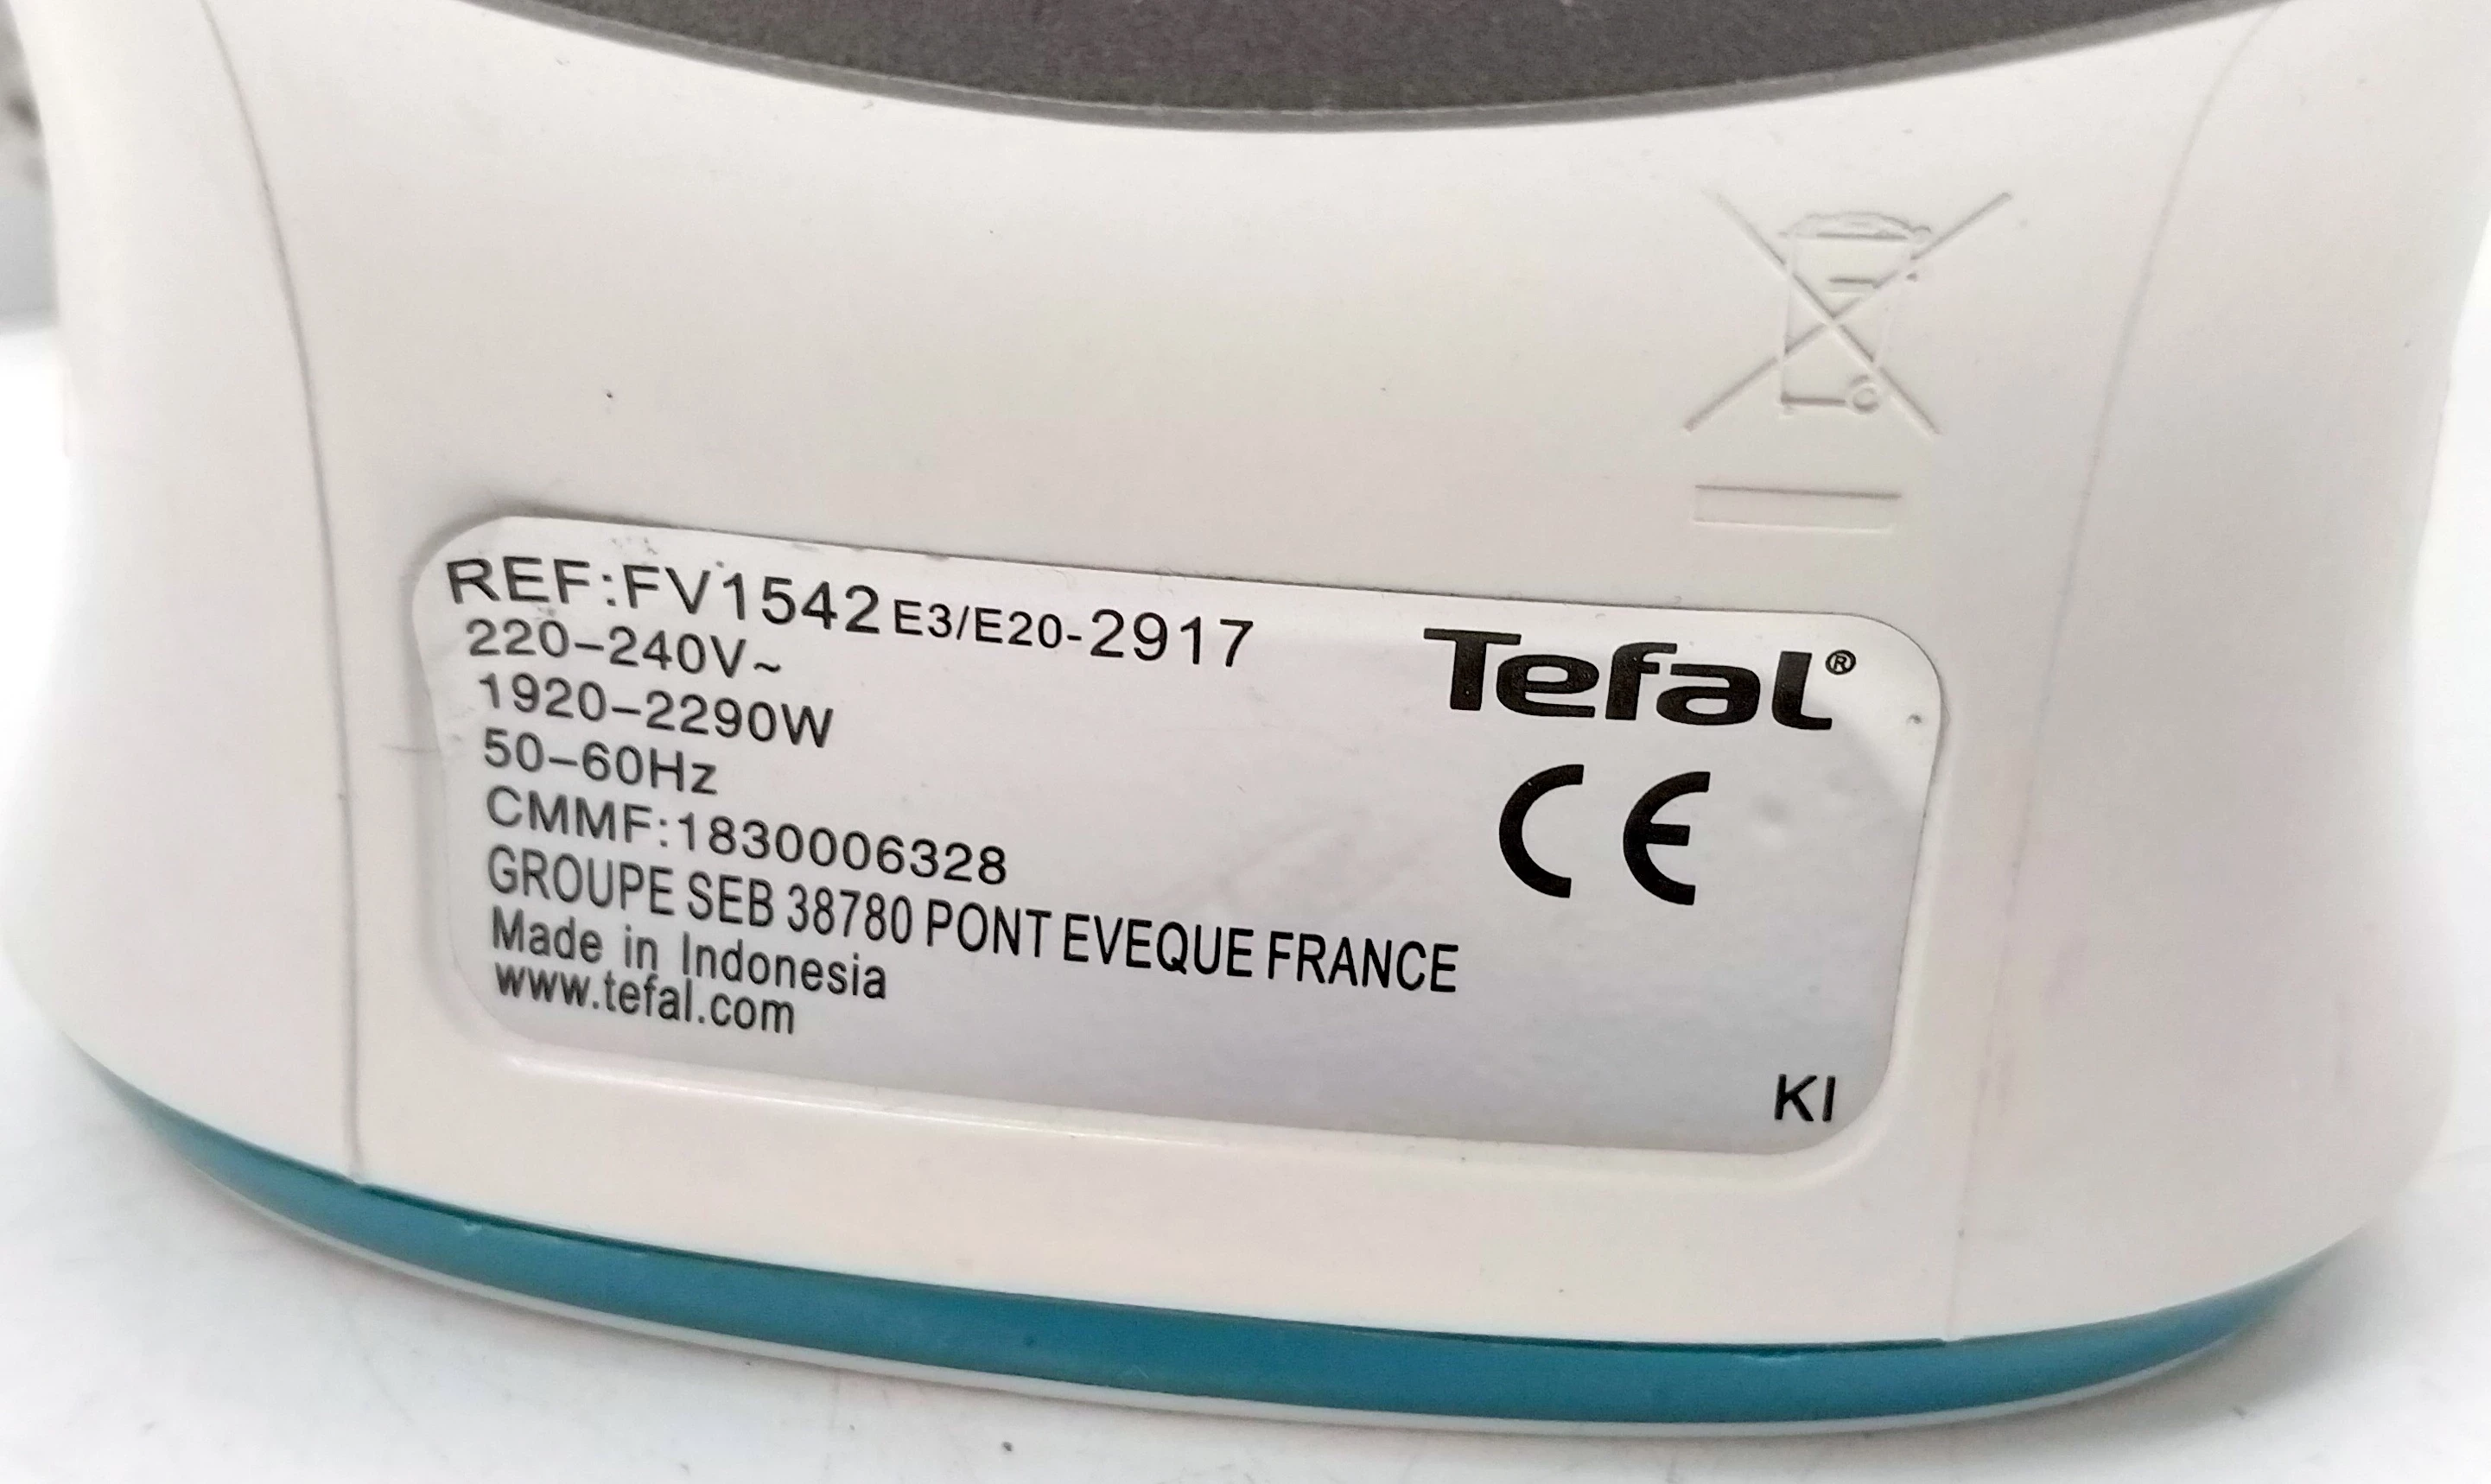 REF:FV1542 E3/E20-2917
220–240V~
1920–2290W
50–60Hz
CMMF:1830006328
GROUPE SEB 38780 PONT EVEQUE FRANCE
Made in Indonesia
www.tefal.com
Tefal®
CE
KI